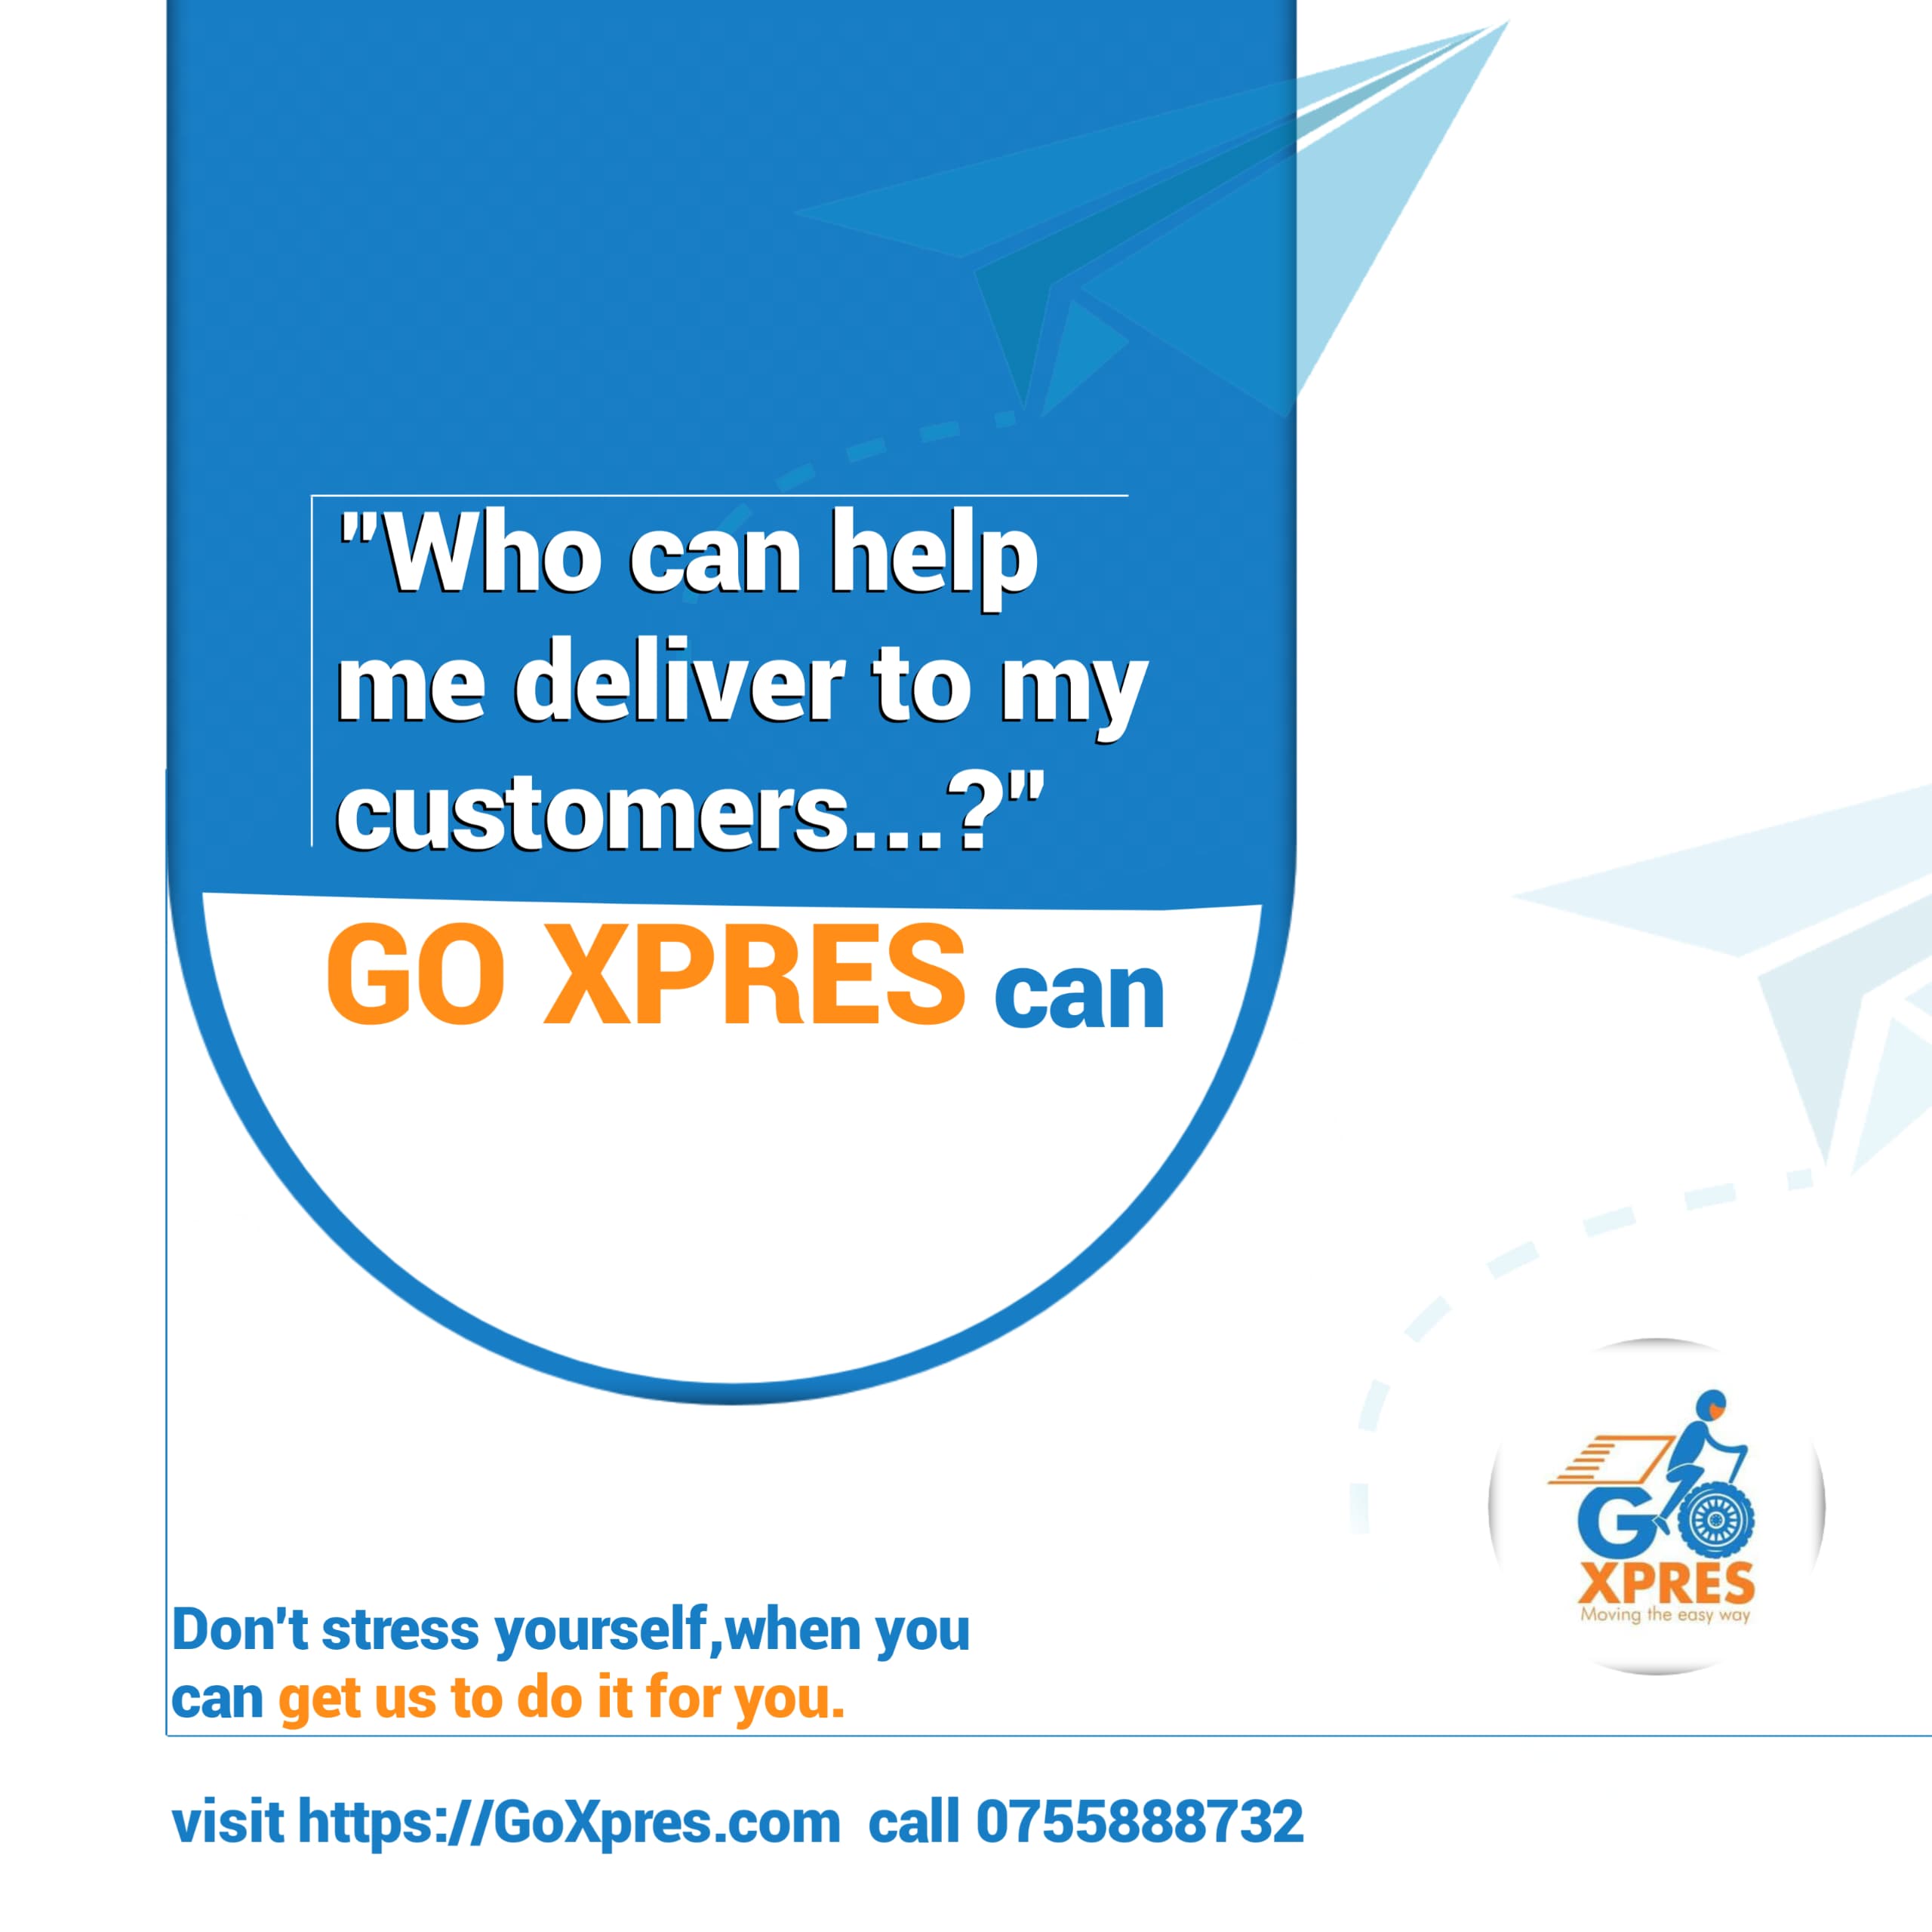 "Who can help
me deliver to my
customers...?"
GO XPRES can
GO
XPRES
Moving the easy way
Don't stress yourself,when you
can get us to do it for you.
visit https://GoXpres.com call 0755888732